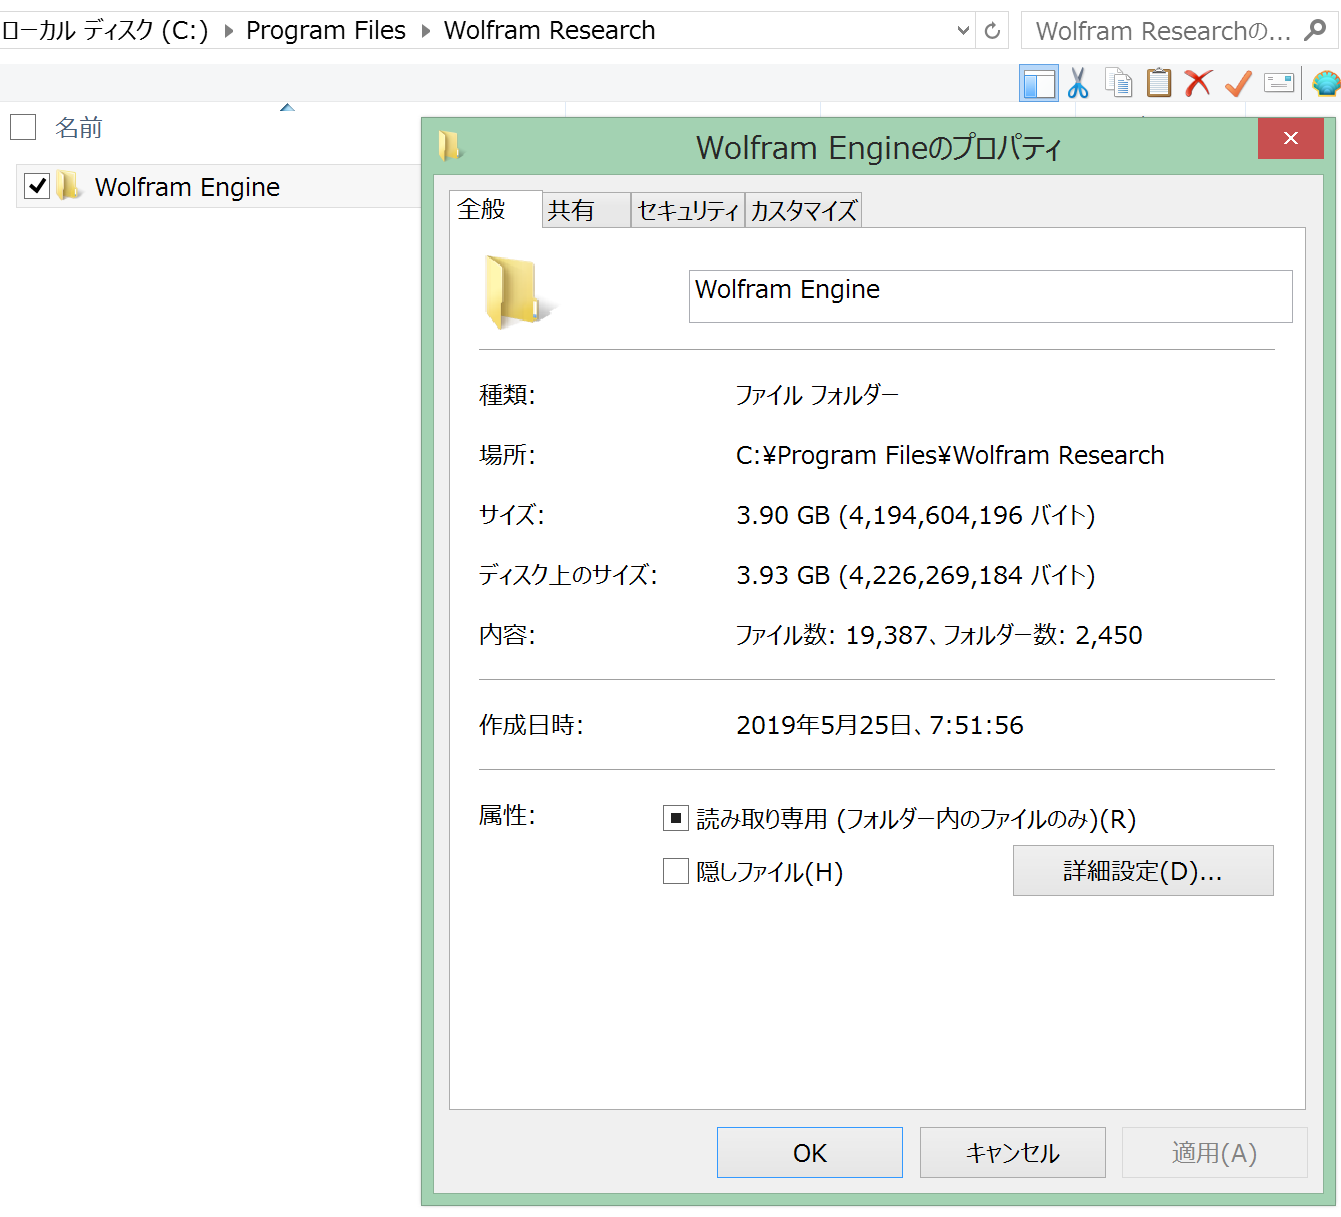 ローカル ディスク (C:) Program Files Wolfram Research
Wolfram Researchの...
名前
Wolfram Engine
Wolfram Engineのプロパティ
全般 共有 セキュリティ カスタマイズ
Wolfram Engine
種類: ファイル フォルダー
場所: C:¥Program Files¥Wolfram Research
サイズ: 3.90 GB (4,194,604,196 バイト)
ディスク上のサイズ: 3.93 GB (4,226,269,184 バイト)
内容: ファイル数: 19,387、フォルダー数: 2,450
作成日時: 2019年5月25日、7:51:56
属性: 読み取り専用 (フォルダー内のファイルのみ)(R)
隠しファイル(H) 詳細設定(D)...
OK キャンセル 適用(A)